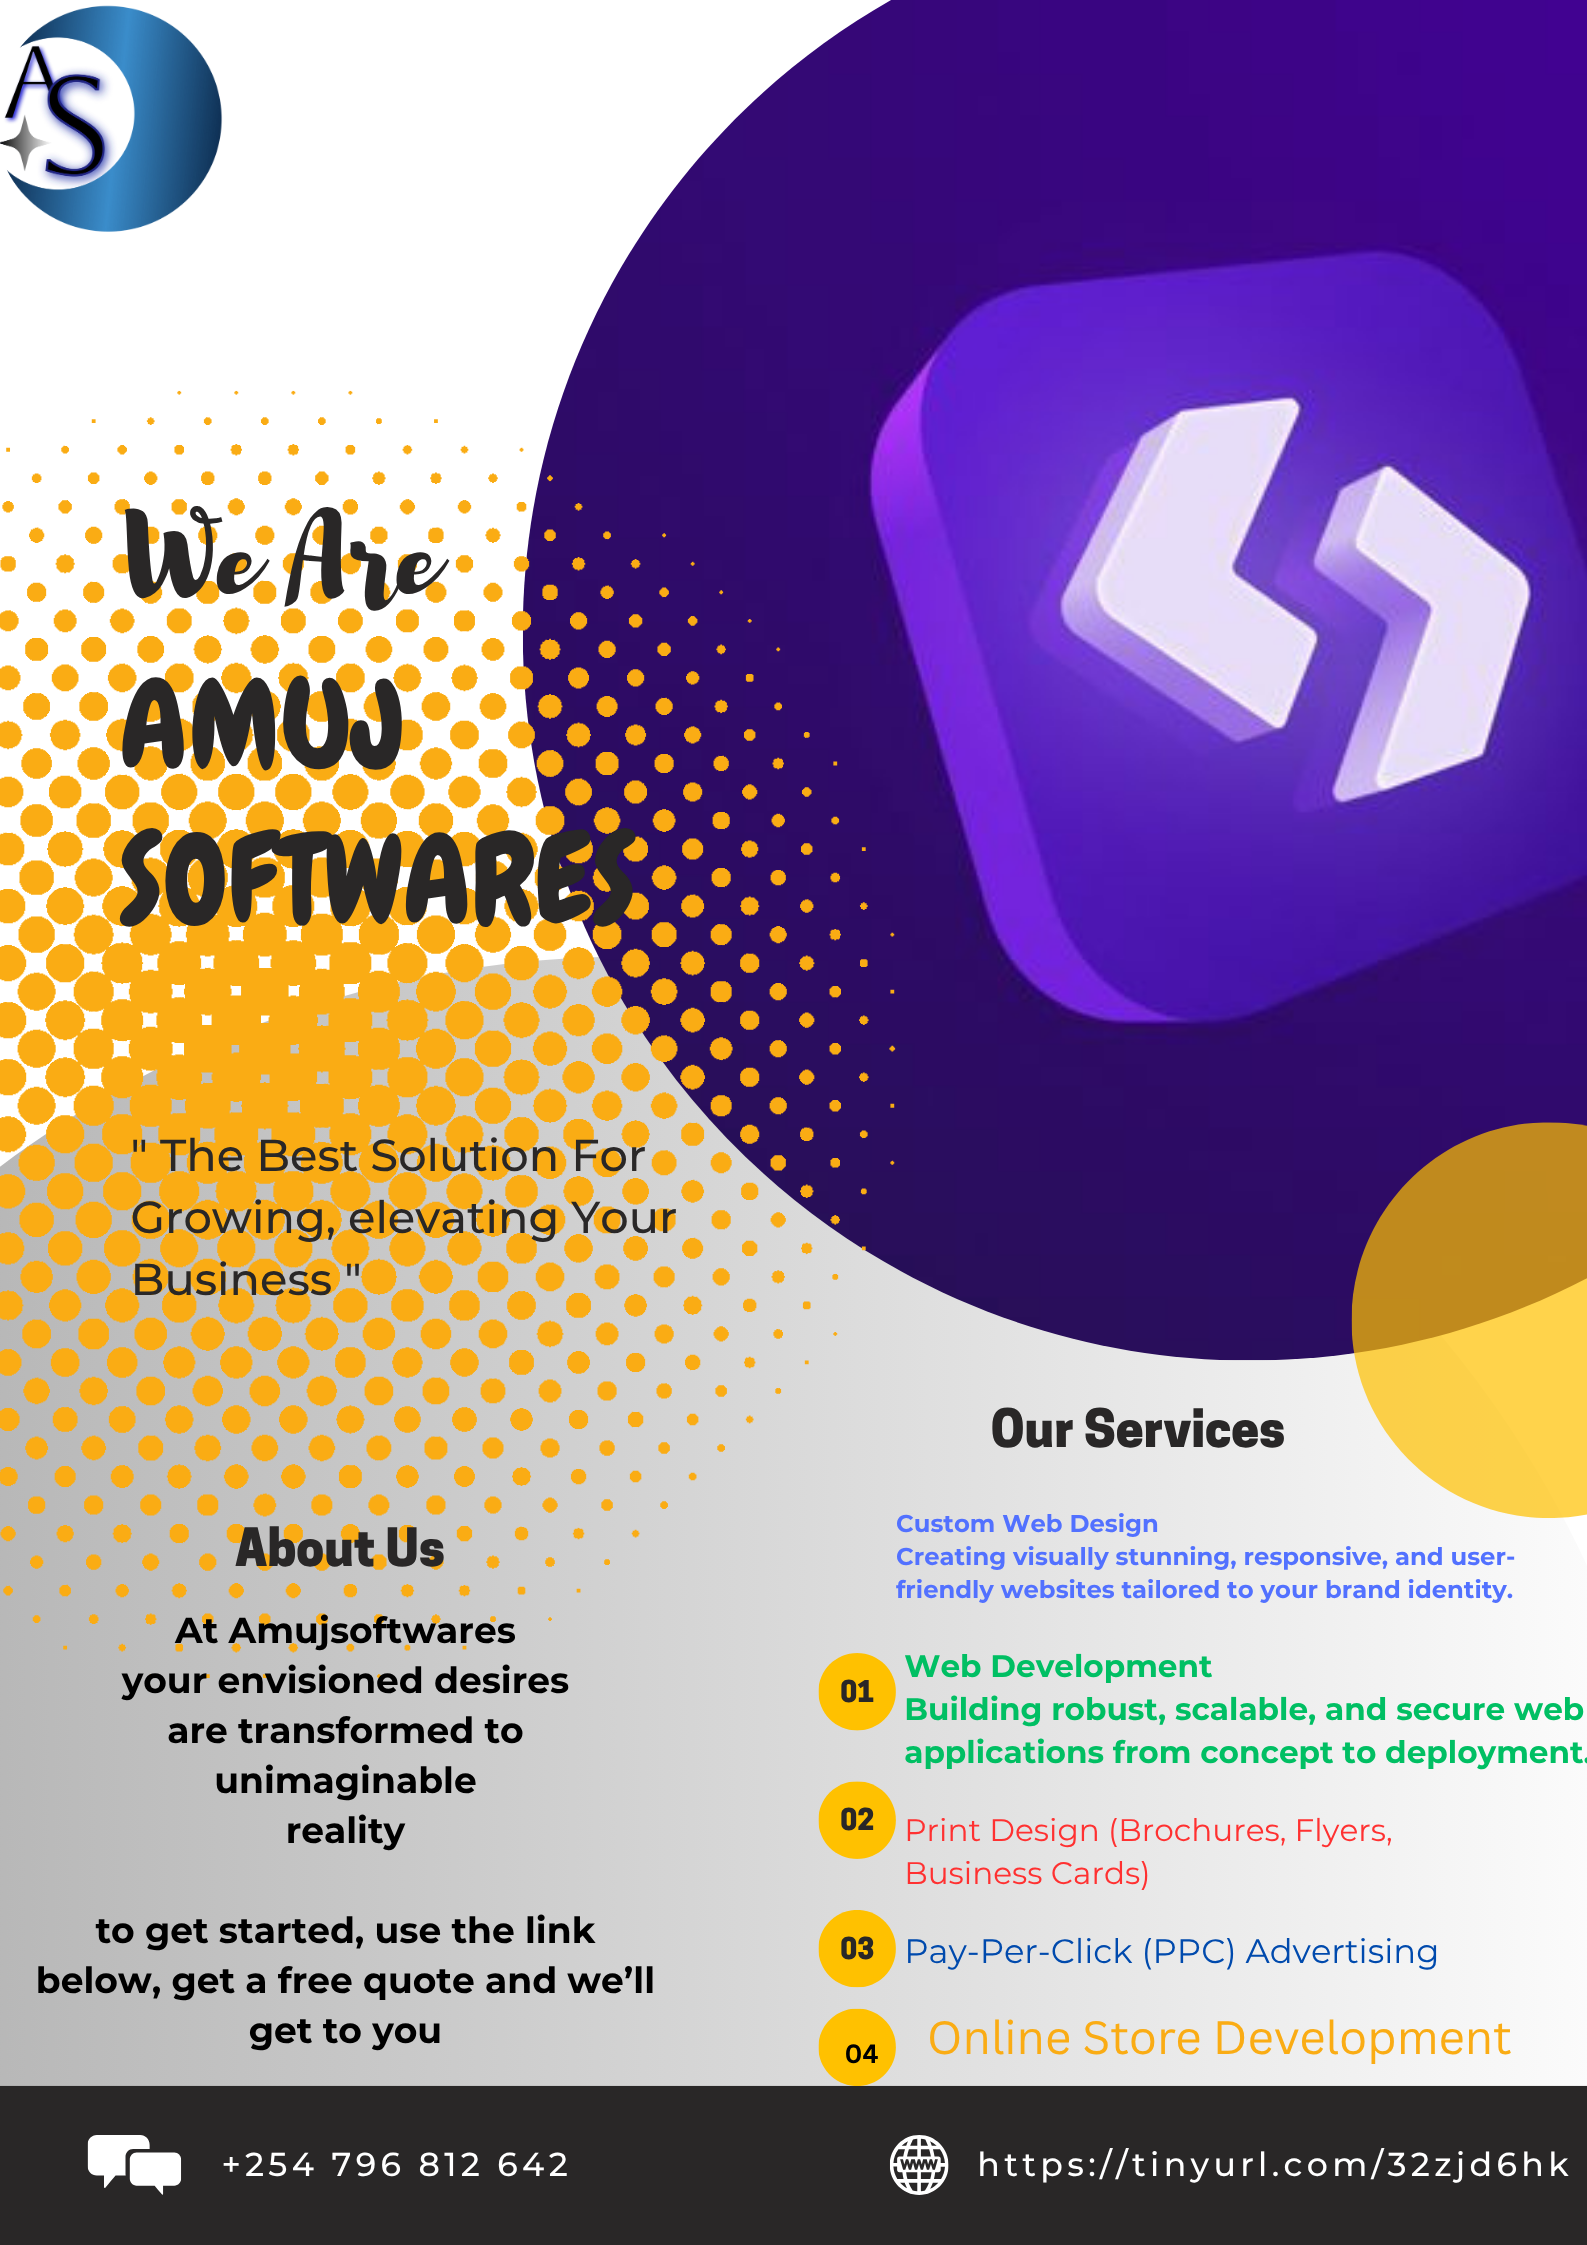 AS
We Are
AMUJ
SOFTWARES
" The Best Solution For
Growing, elevating Your
Business "
About Us
At Amujsoftwares
your envisioned desires
are transformed to
unimaginable
reality
to get started, use the link
below, get a free quote and we’ll
get to you
Our Services
Custom Web Design
Creating visually stunning, responsive, and user-
friendly websites tailored to your brand identity.
01
Web Development
Building robust, scalable, and secure web
applications from concept to deployment.
02
Print Design (Brochures, Flyers,
Business Cards)
03
Pay-Per-Click (PPC) Advertising
04
Online Store Development
+254 796 812 642
www
https://tinyurl.com/32zjd6hk